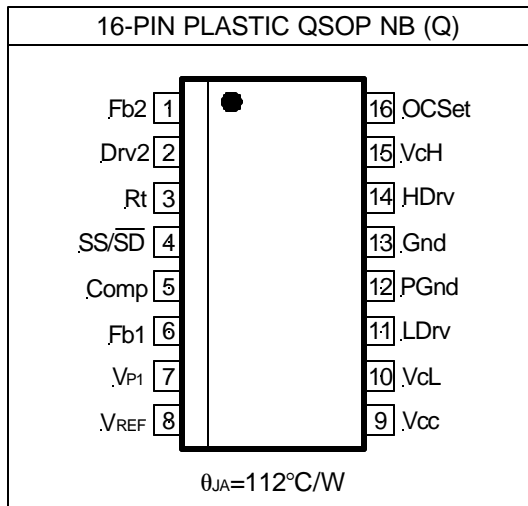 16-PIN PLASTIC QSOP NB (Q)
Fb2 1
Drv2 2
Rt 3
SS/S̅D̅ 4
Comp 5
Fb1 6
VP1 7
VREF 8
16 OCSet
15 VcH
14 HDrv
13 Gnd
12 PGnd
11 LDrv
10 VcL
9 Vcc
θJA=112°C/W